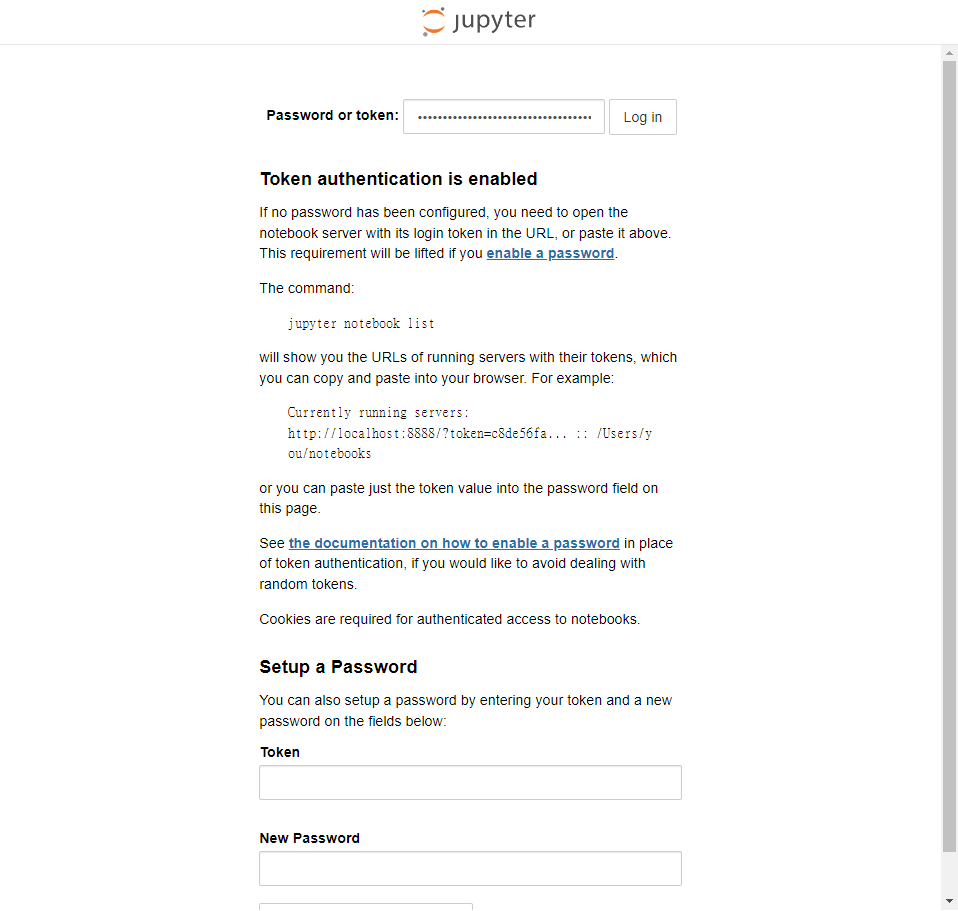 jupyter
Password or token: ••••••••••••••••••••••••••••••••••• Log in
Token authentication is enabled
If no password has been configured, you need to open the
notebook server with its login token in the URL, or paste it above.
This requirement will be lifted if you enable a password.
The command:
jupyter notebook list
will show you the URLs of running servers with their tokens, which
you can copy and paste into your browser. For example:
Currently running servers:
http://localhost:8888/?token=c8de56fa... :: /Users/y
ou/notebooks
or you can paste just the token value into the password field on
this page.
See the documentation on how to enable a password in place
of token authentication, if you would like to avoid dealing with
random tokens.
Cookies are required for authenticated access to notebooks.
Setup a Password
You can also setup a password by entering your token and a new
password on the fields below:
Token
New Password